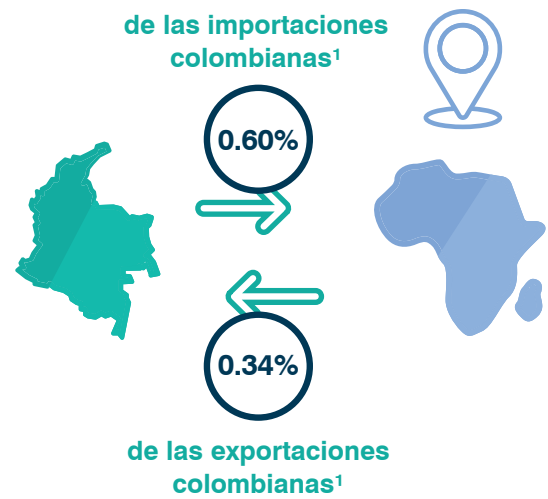 de las importaciones
colombianas¹
0.60%
0.34%
de las exportaciones
colombianas¹